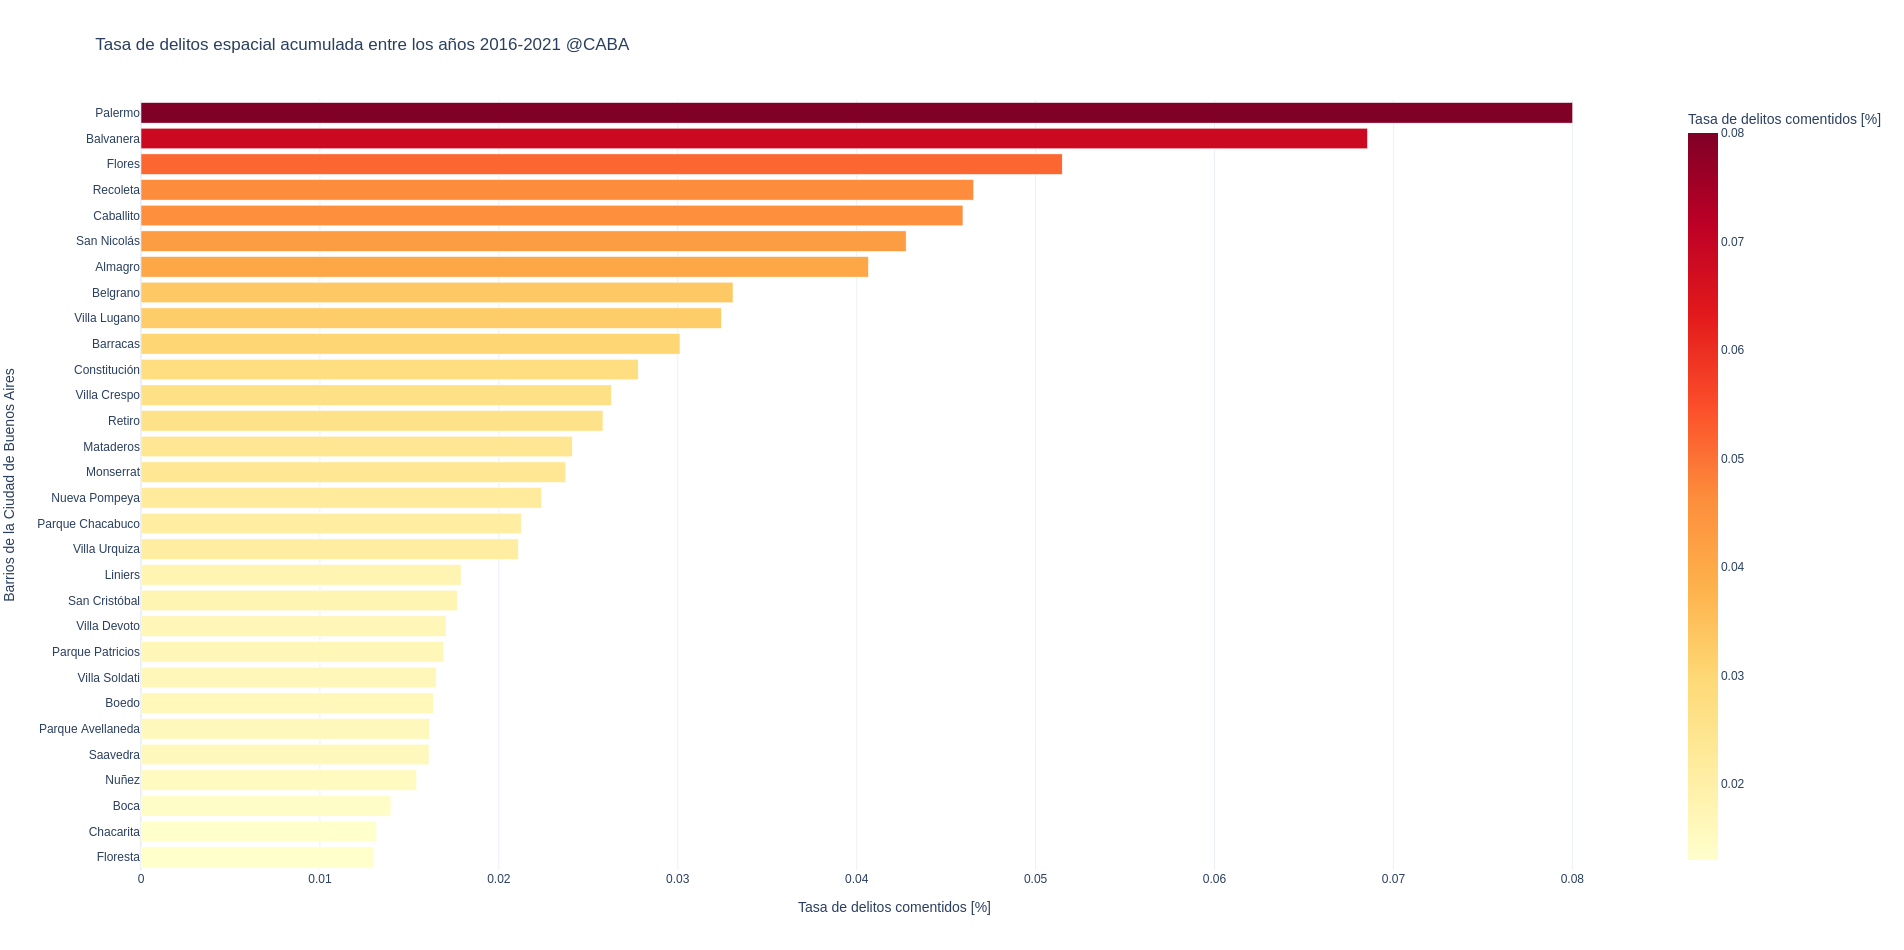 Tasa de delitos espacial acumulada entre los años 2016-2021 @CABA
Barrios de la Ciudad de Buenos Aires
Palermo
Balvanera
Flores
Recoleta
Caballito
San Nicolás
Almagro
Belgrano
Villa Lugano
Barracas
Constitución
Villa Crespo
Retiro
Mataderos
Monserrat
Nueva Pompeya
Parque Chacabuco
Villa Urquiza
Liniers
San Cristóbal
Villa Devoto
Parque Patricios
Villa Soldati
Boedo
Parque Avellaneda
Saavedra
Nuñez
Boca
Chacarita
Floresta
0 0.01 0.02 0.03 0.04 0.05 0.06 0.07 0.08
Tasa de delitos comentidos [%]
Tasa de delitos comentidos [%]
0.08
0.07
0.06
0.05
0.04
0.03
0.02